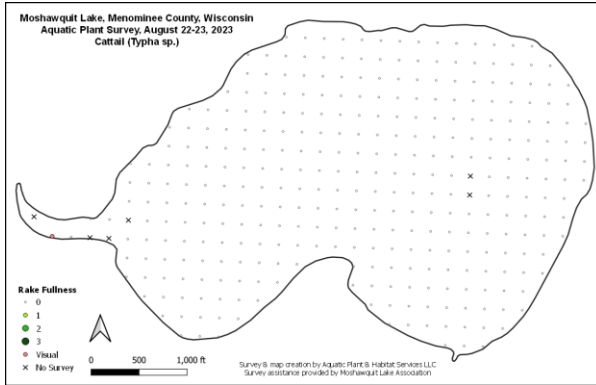 Moshawquit Lake, Menominee County, Wisconsin
Aquatic Plant Survey, August 22-23, 2023
Cattail (Typha sp.)
Rake Fullness
0
1
2
3
Visual
No Survey
0 500 1,000 ft
Survey & map creation by Aquatic Plant & Habitat Services LLC
Survey assistance provided by Moshawquit Lake Association